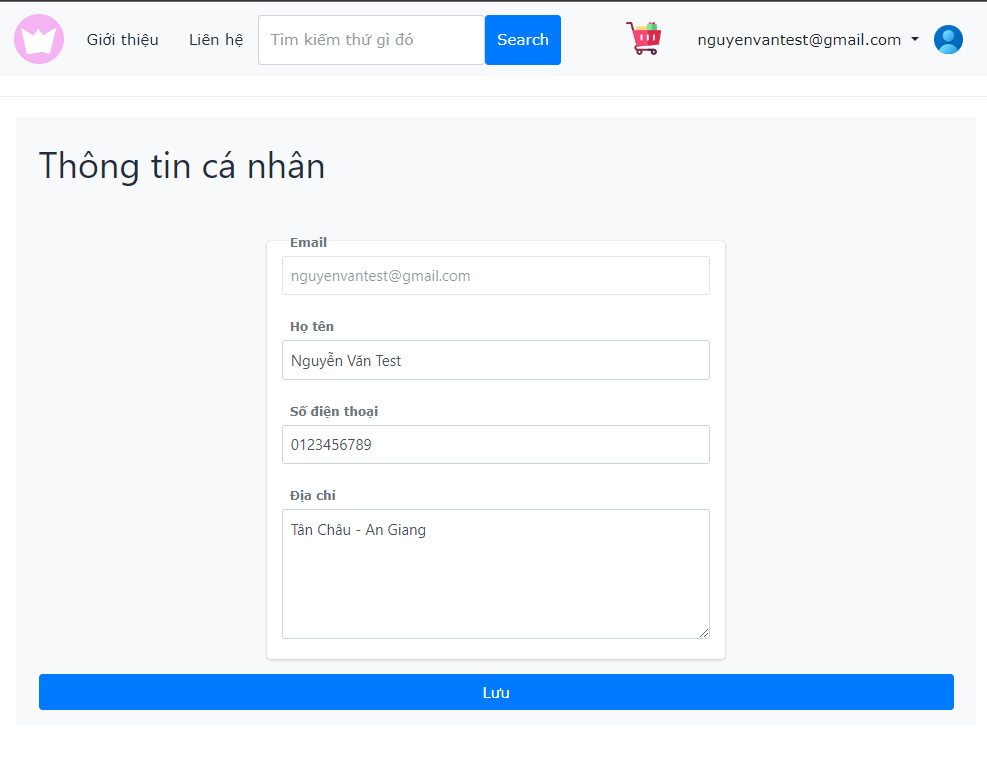 Giới thiệu Liên hệ Tìm kiếm thứ gì đó Search nguyenvantest@gmail.com
Thông tin cá nhân
Email
nguyenvantest@gmail.com
Họ tên
Nguyễn Văn Test
Số điện thoại
0123456789
Địa chỉ
Tân Châu - An Giang
Lưu